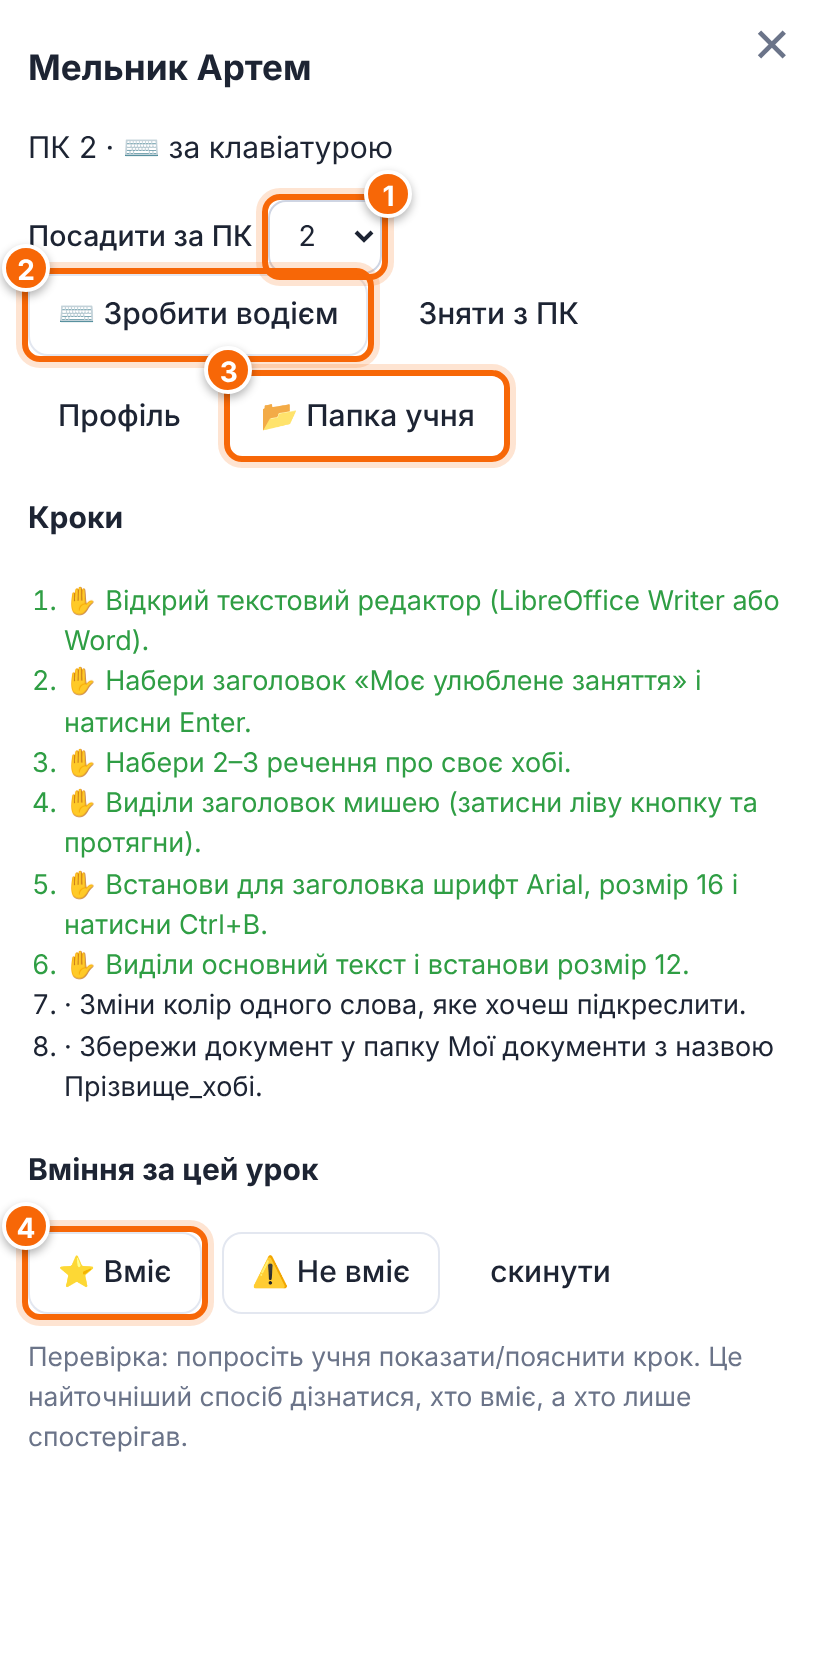 Мельник Артем
ПК 2 · ⌨️ за клавіатурою
1
Посадити за ПК 2
2
⌨️ Зробити водієм Зняти з ПК
3
Профіль 📂 Папка учня
Кроки
1. ✋ Відкрий текстовий редактор (LibreOffice Writer або
Word).
2. ✋ Набери заголовок «Моє улюблене заняття» і
натисни Enter.
3. ✋ Набери 2–3 речення про своє хобі.
4. ✋ Виділи заголовок мишею (затисни ліву кнопку та
протягни).
5. ✋ Встанови для заголовка шрифт Arial, розмір 16 і
натисни Ctrl+B.
6. ✋ Виділи основний текст і встанови розмір 12.
7. · Зміни колір одного слова, яке хочеш підкреслити.
8. · Збережи документ у папку Мої документи з назвою
Прізвище_хобі.
Вміння за цей урок
4
⭐ Вміє ⚠️ Не вміє скинути
Перевірка: попросіть учня показати/пояснити крок. Це
найточніший спосіб дізнатися, хто вміє, а хто лише
спостерігав.